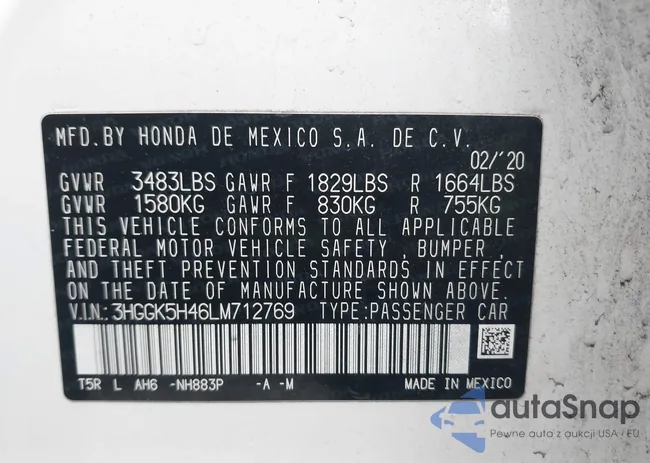 MFD.BY HONDA DE MEXICO S.A. DE C.V.
02/'20
GVWR 3483LBS GAWR F 1829LBS R 1664LBS
GVWR 1580KG GAWR F 830KG R 755KG
THIS VEHICLE CONFORMS TO ALL APPLICABLE
FEDERAL MOTOR VEHICLE SAFETY , BUMPER ,
AND THEFT PREVENTION STANDARDS IN EFFECT
ON THE DATE OF MANUFACTURE SHOWN ABOVE.
V.I.N.:3HGGK5H46LM712769 TYPE:PASSENGER CAR
T5R L AH6 -NH883P -A -M MADE IN MEXICO
autaSnap
Pewne auta z aukcji USA i EU